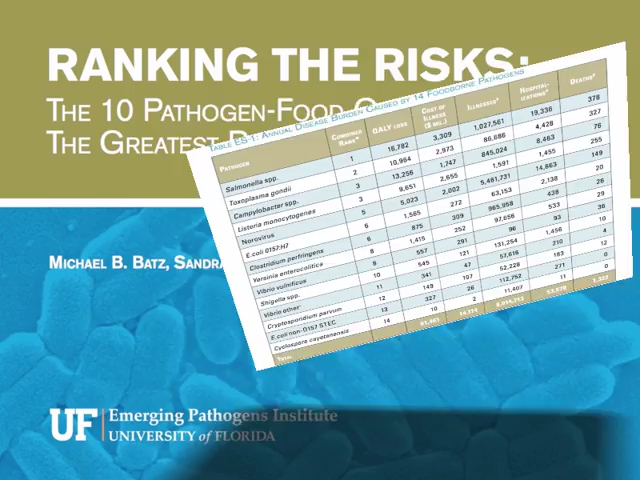 RANKING THE RISKS:
THE 10 PATHOGEN-FOOD
THE GREATEST
MICHAEL B. BATZ, SANDRA
TABLE ES-1: ANNUAL DISEASE BURDEN CAUSED BY 14 FOODBORNE PATHOGENS
PATHOGEN COMBINED RANK QALY LOSS COST OF ILLNESS ($ MIL.) ILLNESSES HOSPITALIZATIONS DEATHS
Salmonella spp. 1 16,782 3,309 1,027,561 19,336 378
Toxoplasma gondii 2 10,964 2,973 86,686 4,428 327
Campylobacter spp. 3 13,256 1,747 845,024 8,463 76
Listeria monocytogenes 3 9,651 2,655 1,591 1,455 255
Norovirus 5 5,023 2,002 5,461,731 14,663 149
E.coli 0157:H7 6 1,565 272 63,153 2,138 20
Clostridium perfringens 6 875 309 965,958 438 26
Yersinia enterocolitica 8 1,415 252 97,656 533 29
Vibrio vulnificus 8 557 291 96 93 36
Shigella spp. 10 545 121 131,254 1,456 10
Vibrio other 11 341 47 57,616 210 4
Cryptosporidium parvum 12 149 107 52,228 183 12
E.coli non-O157 STEC 13 327 26 112,752 271 0
Cyclospora cayetanensis 14 10 2 11,407 11 0
TOTAL
UF Emerging Pathogens Institute
UNIVERSITY of FLORIDA